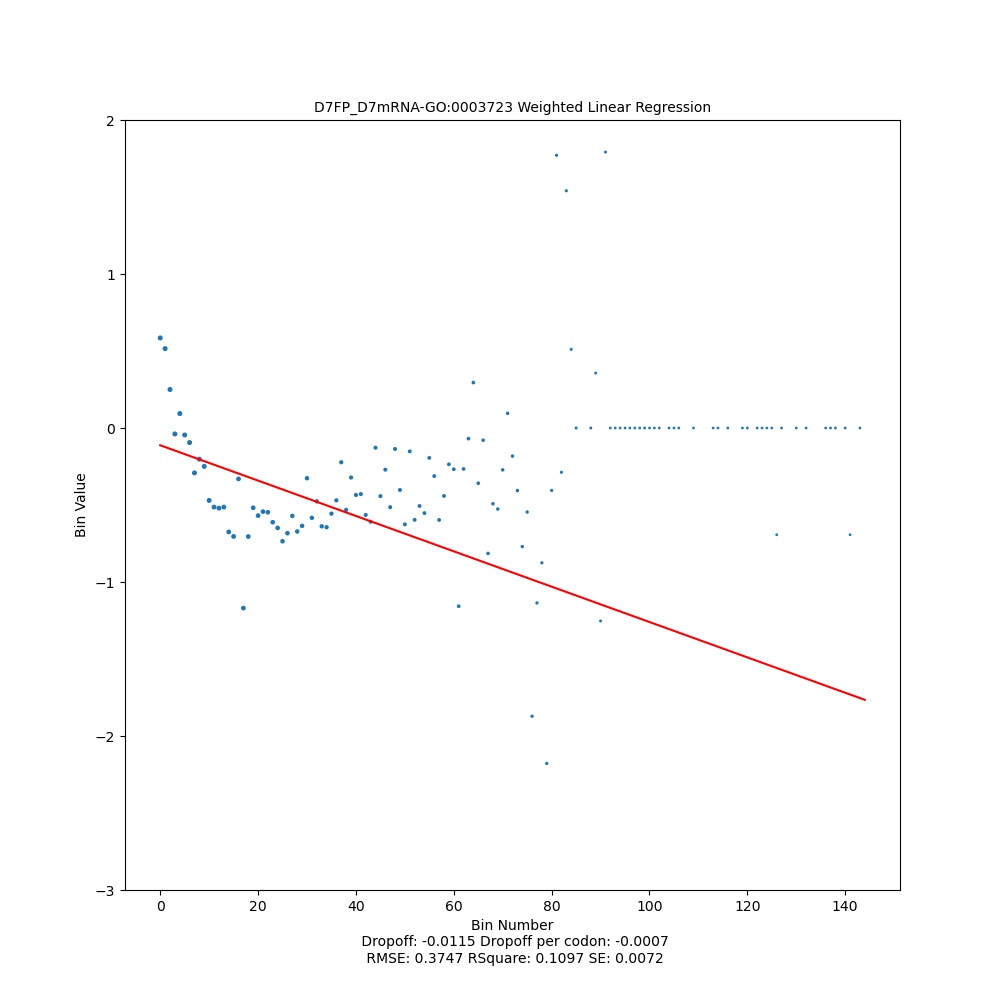 D7FP_D7mRNA-GO:0003723 Weighted Linear Regression
2
1
0
−1
−2
−3
Bin Value
0 20 40 60 80 100 120 140
Bin Number
Dropoff: -0.0115 Dropoff per codon: -0.0007
RMSE: 0.3747 RSquare: 0.1097 SE: 0.0072